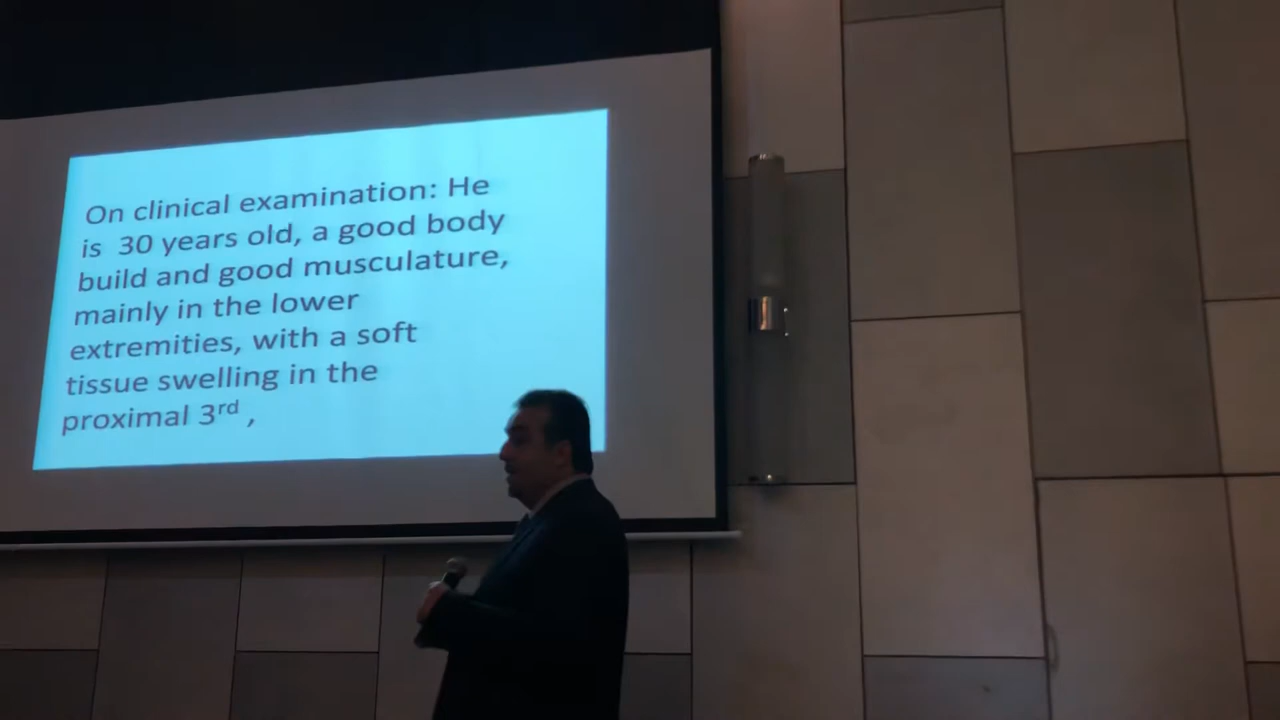 On clinical examination: He
is 30 years old, a good body
build and good musculature,
mainly in the lower
extremities, with a soft
tissue swelling in the
proximal 3rd ,